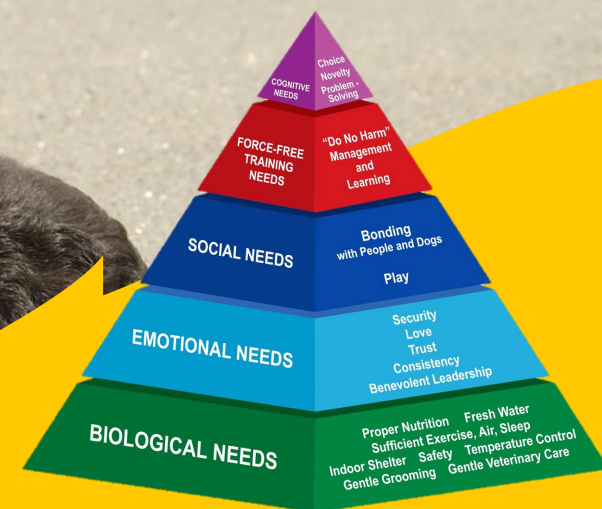 COGNITIVE
NEEDS
Choice
Novelty
Problem -
Solving
FORCE-FREE
TRAINING
NEEDS
“Do No Harm”
Management
and
Learning
SOCIAL NEEDS
Bonding
with People and Dogs
Play
EMOTIONAL NEEDS
Security
Love
Trust
Consistency
Benevolent Leadership
BIOLOGICAL NEEDS
Proper Nutrition Fresh Water
Sufficient Exercise, Air, Sleep
Indoor Shelter Safety Temperature Control
Gentle Grooming Gentle Veterinary Care